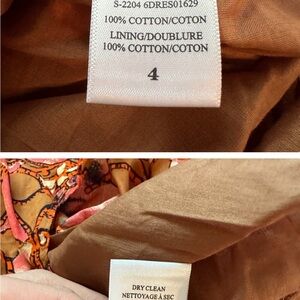 S-2204 6DRES01629
100% COTTON/COTON
LINING/DOUBLURE
100% COTTON/COTON
4
DRY CLEAN
NETTOYAGE À SEC